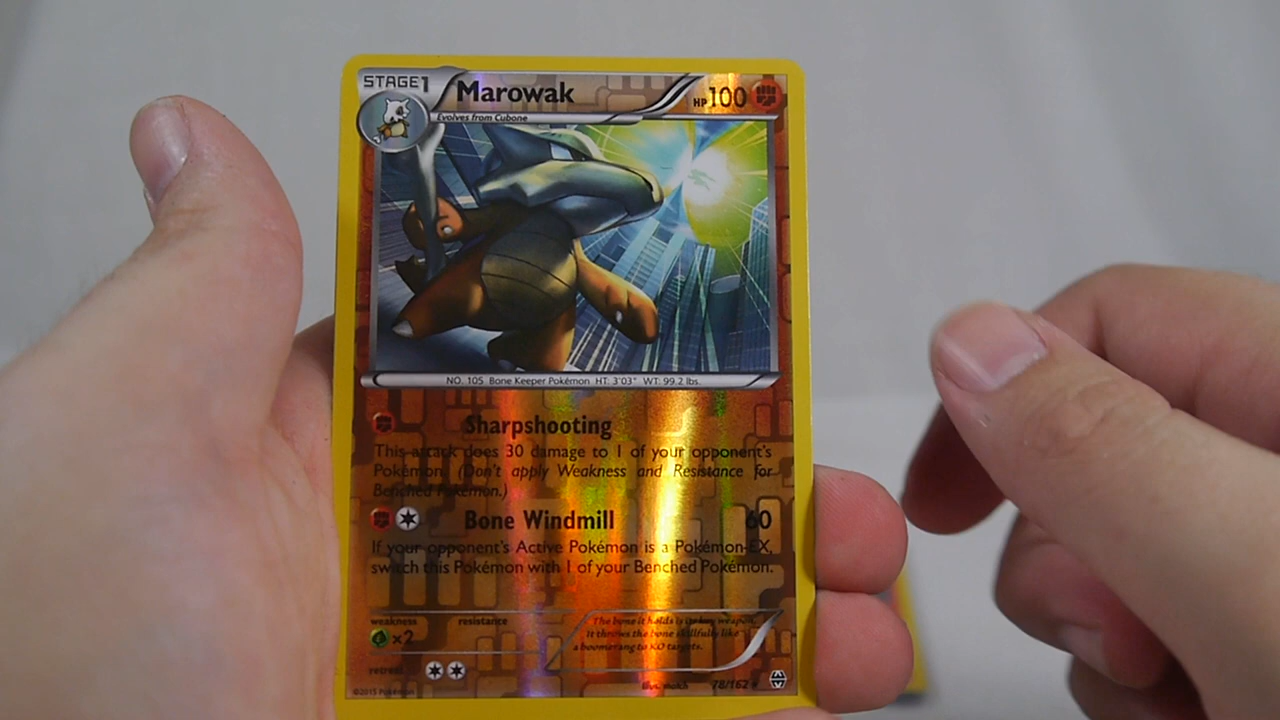 STAGE1 Marowak HP100
Evolves from Cubone
NO. 105 Bone Keeper Pokémon HT: 3'03" WT: 99.2 lbs.
Sharpshooting
This attack does 30 damage to 1 of your opponent's
Pokémon. (Don't apply Weakness and Resistance for
Benched Pokémon.)
Bone Windmill 60
If your opponent's Active Pokémon is a Pokémon-EX,
switch this Pokémon with 1 of your Benched Pokémon.
weakness resistance
×2
The bone it holds is its key weapon.
It throws the bone skillfully like
a boomerang to KO targets.
retreat
©2015 Pokémon Illus. match 78/162